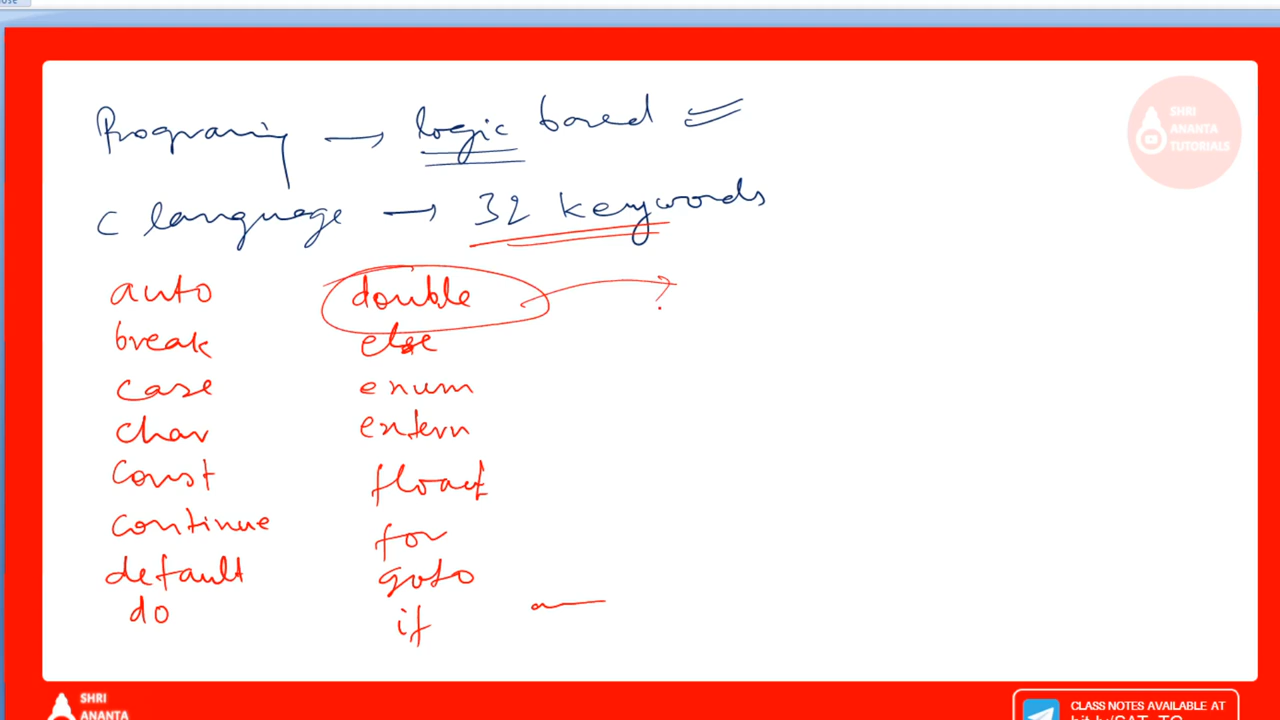 Programing → logic based
SHRI
ANANTA
TUTORIALS
C language → 32 keywords
auto double ?
break else
case enum
char extern
const float
continue for
default goto
do if
SHRI
ANANTA
CLASS NOTES AVAILABLE AT